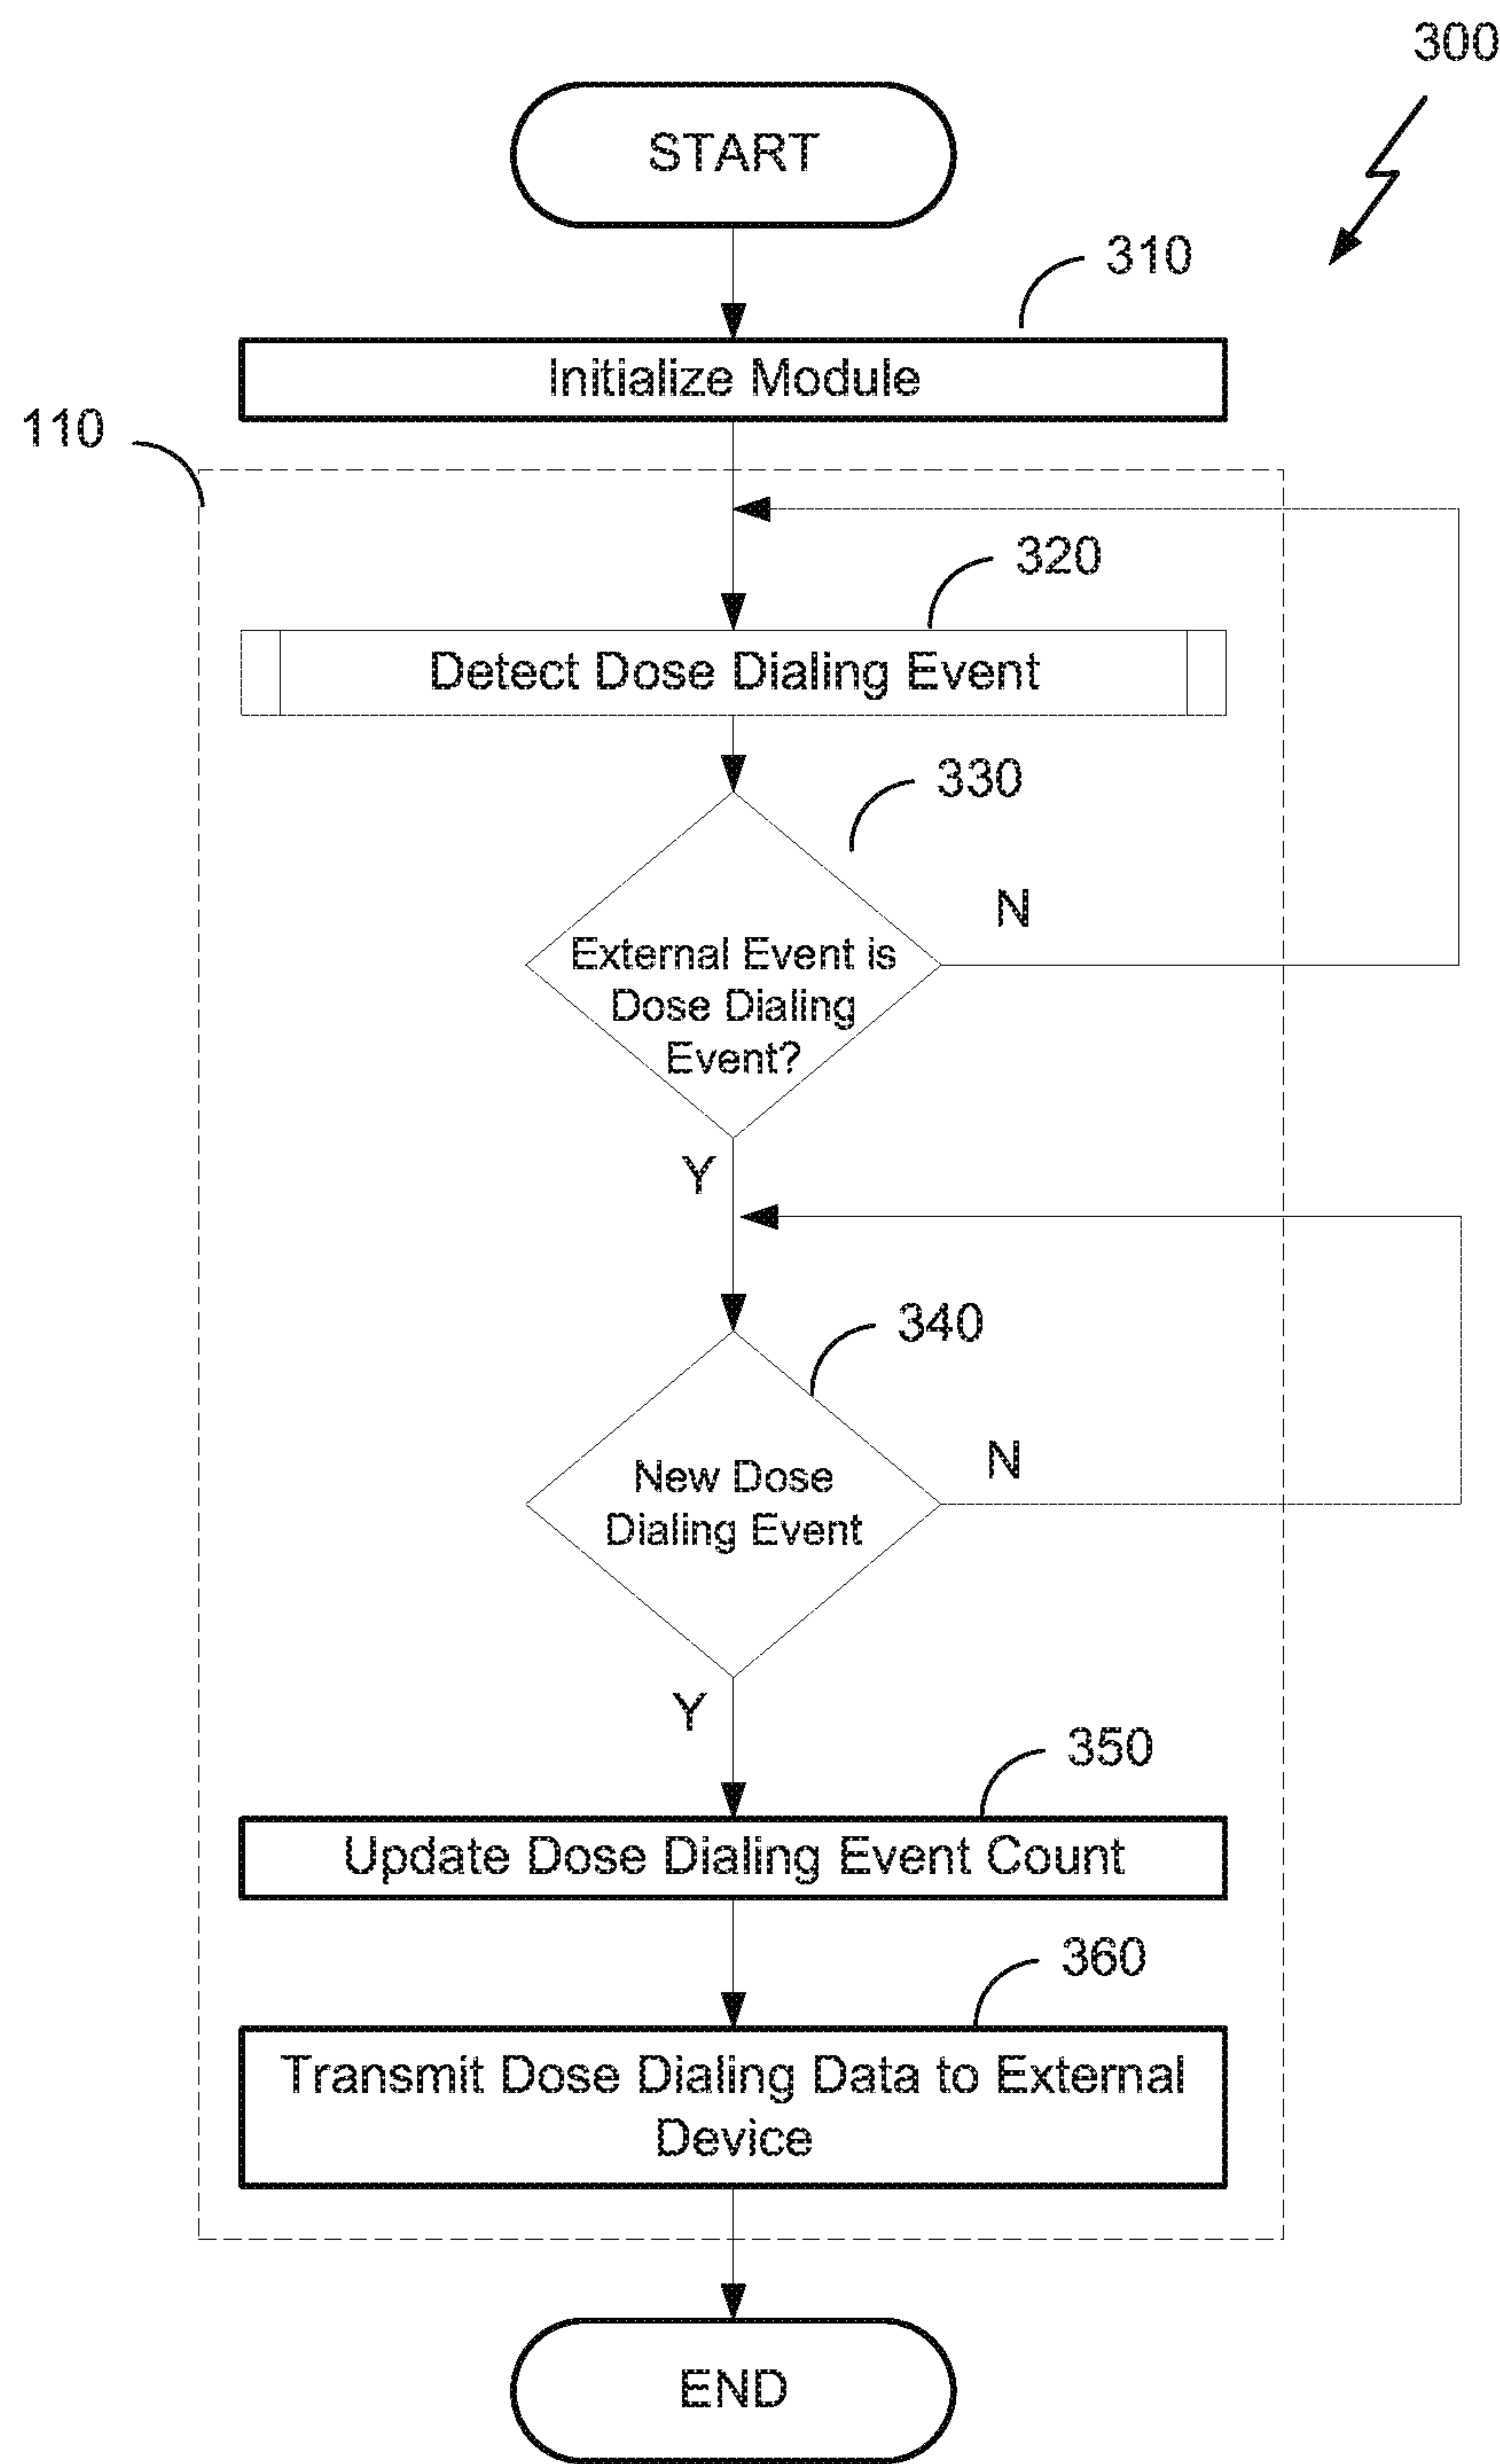 300
START
310
Initialize Module
110
320
Detect Dose Dialing Event
330
N
External Event is
Dose Dialing
Event?
Y
340
N
New Dose
Dialing Event
Y
350
Update Dose Dialing Event Count
360
Transmit Dose Dialing Data to External
Device
END